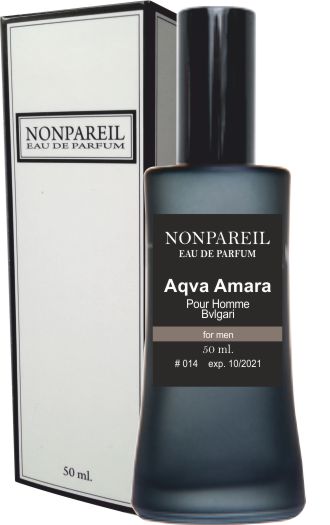 NONPAREIL
EAU DE PARFUM
50 ml.
NONPAREIL
EAU DE PARFUM
Aqva Amara
Pour Homme
Bvlgari
for men
50 ml.
# 014 exp. 10/2021